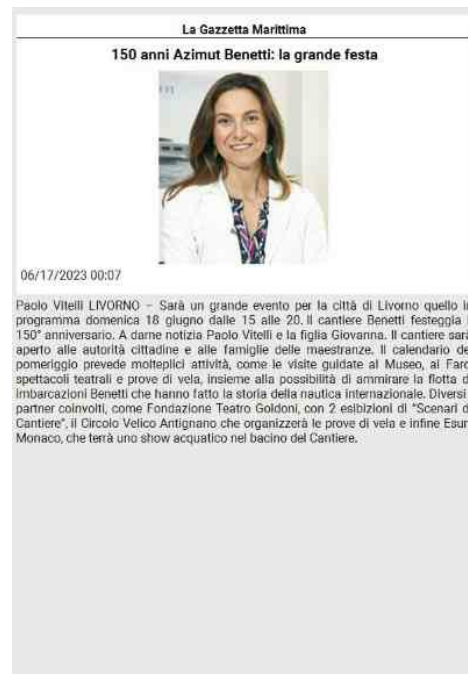 La Gazzetta Marittima
150 anni Azimut Benetti: la grande festa
06/17/2023 00:07
Paolo Vitelli LIVORNO – Sarà un grande evento per la città di Livorno quello in
programma domenica 18 giugno dalle 15 alle 20. Il cantiere Benetti festeggia i
150° anniversario. A darne notizia Paolo Vitelli e la figlia Giovanna. Il cantiere sarà
aperto alle autorità cittadine e alle famiglie delle maestranze. Il calendario de
pomeriggio prevede molteplici attività, come le visite guidate al Museo, al Faro
spettacoli teatrali e prove di vela, insieme alla possibilità di ammirare la flotta d
imbarcazioni Benetti che hanno fatto la storia della nautica internazionale. Diversi
partner coinvolti, come Fondazione Teatro Goldoni, con 2 esibizioni di "Scenari d
Cantiere", il Circolo Velico Antignano che organizzerà le prove di vela e infine Esur
Monaco, che terrà uno show acquatico nel bacino del Cantiere.